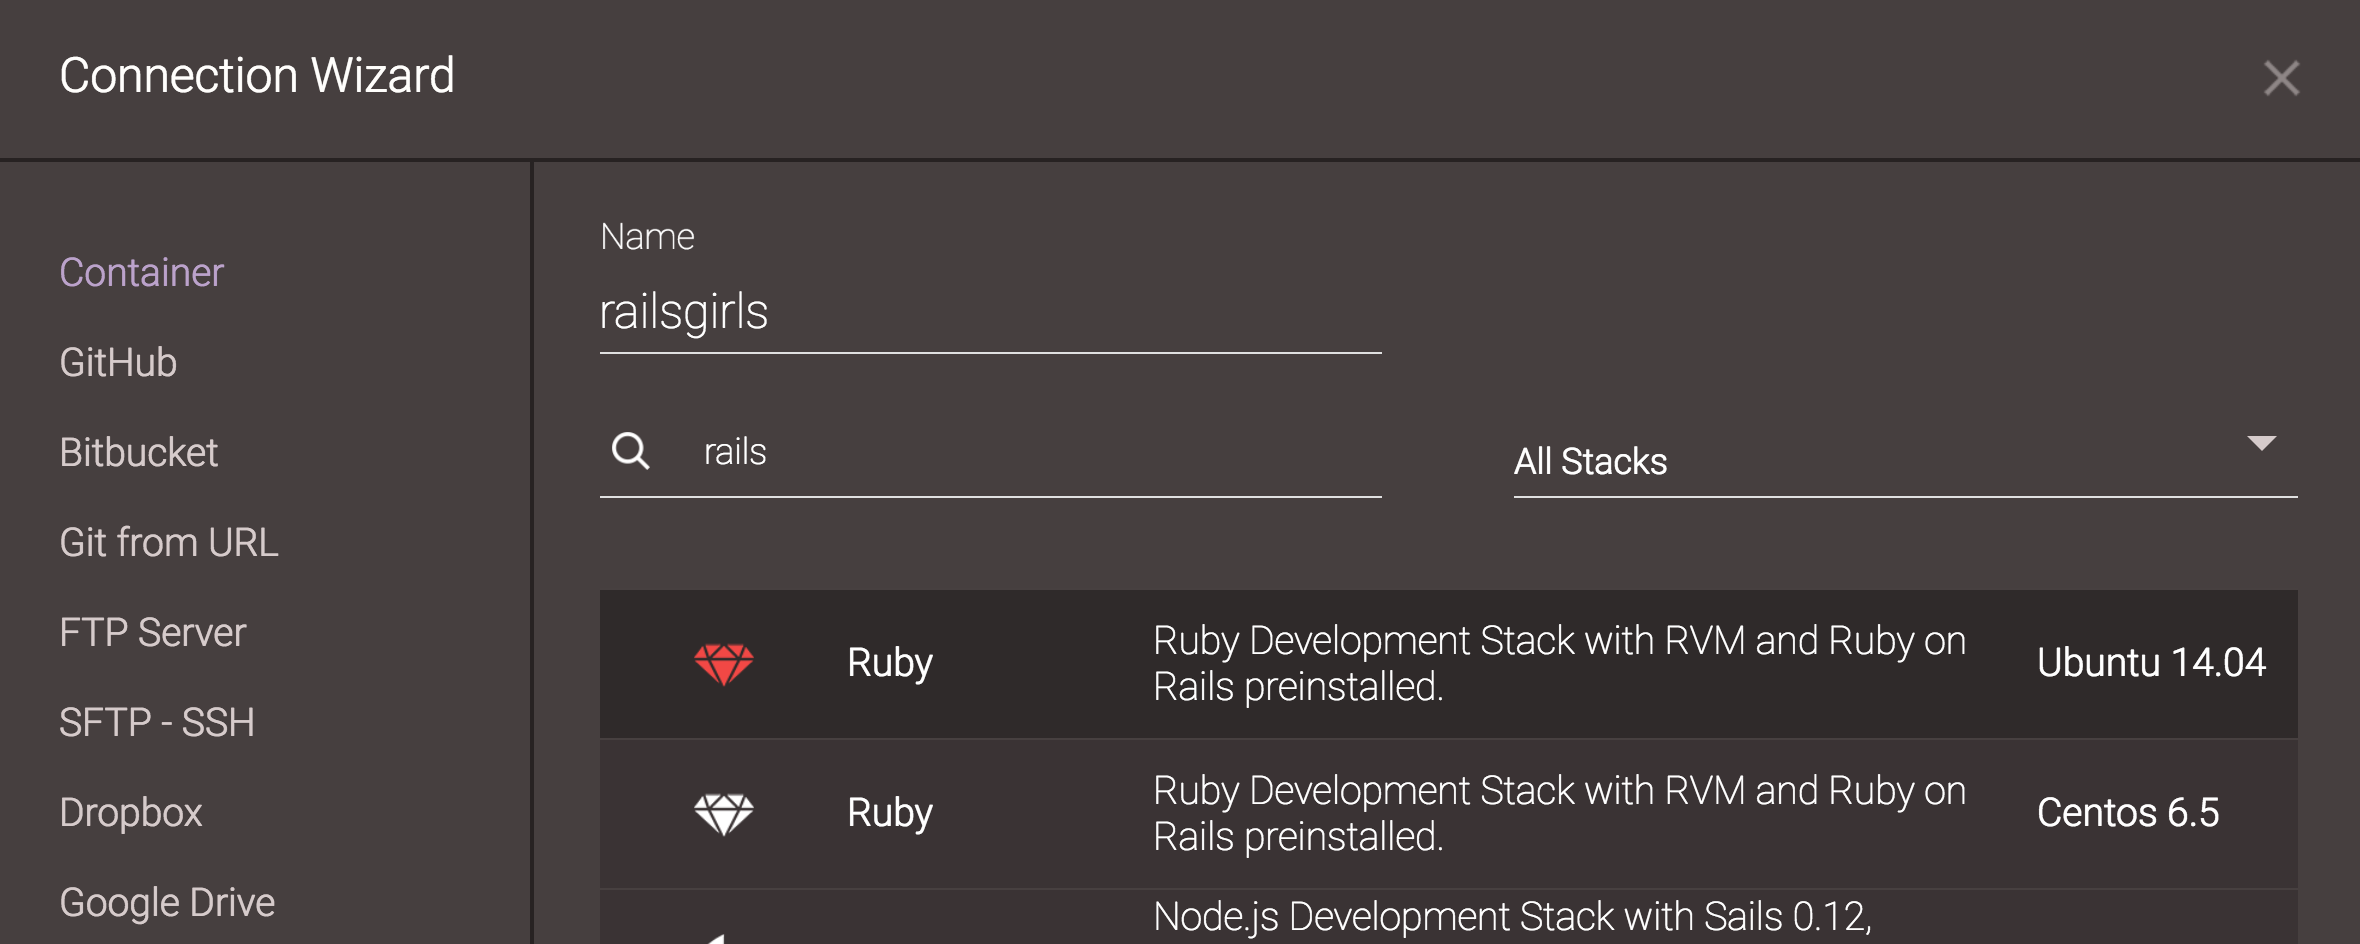 Connection Wizard
Container
GitHub
Bitbucket
Git from URL
FTP Server
SFTP - SSH
Dropbox
Google Drive
Name
railsgirls
rails
All Stacks
Ruby
Ruby Development Stack with RVM and Ruby on
Rails preinstalled.
Ubuntu 14.04
Ruby
Ruby Development Stack with RVM and Ruby on
Rails preinstalled.
Centos 6.5
Node.js Development Stack with Sails 0.12,